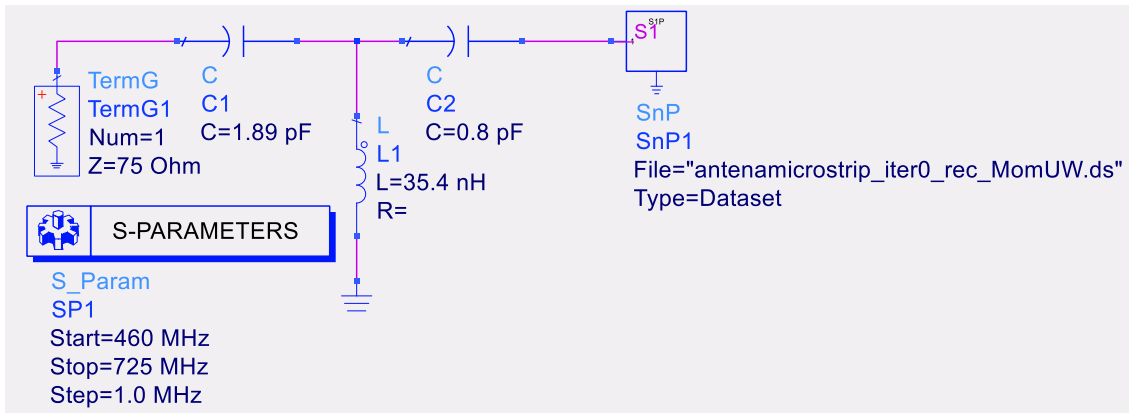 TermG
TermG1
Num=1
Z=75 Ohm
+
C
C1
C=1.89 pF
L
L1
L=35.4 nH
R=
C
C2
C=0.8 pF
S1P
S1
SnP
SnP1
File="antenamicrostrip_iter0_rec_MomUW.ds"
Type=Dataset
S-PARAMETERS
S_Param
SP1
Start=460 MHz
Stop=725 MHz
Step=1.0 MHz